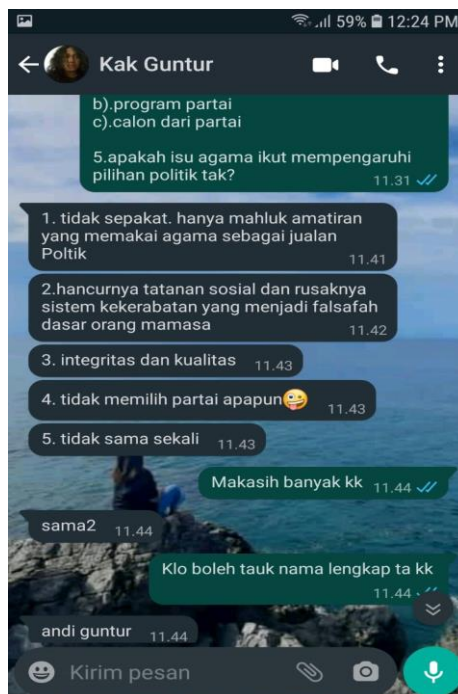 59% 12:24 PM
Kak Guntur
b).program partai
c).calon dari partai
5.apakah isu agama ikut mempengaruhi
pilihan politik tak?
11.31
1. tidak sepakat. hanya mahluk amatiran
yang memakai agama sebagai jualan
Poltik
11.41
2.hancurnya tatanan sosial dan rusaknya
sistem kekerabatan yang menjadi falsafah
dasar orang mamasa
11.42
3. integritas dan kualitas 11.43
4. tidak memilih partai apapun🤪 11.43
5. tidak sama sekali 11.43
Makasih banyak kk 11.44
sama2 11.44
Klo boleh tauk nama lengkap ta kk
11.44
andi guntur 11.44
Kirim pesan